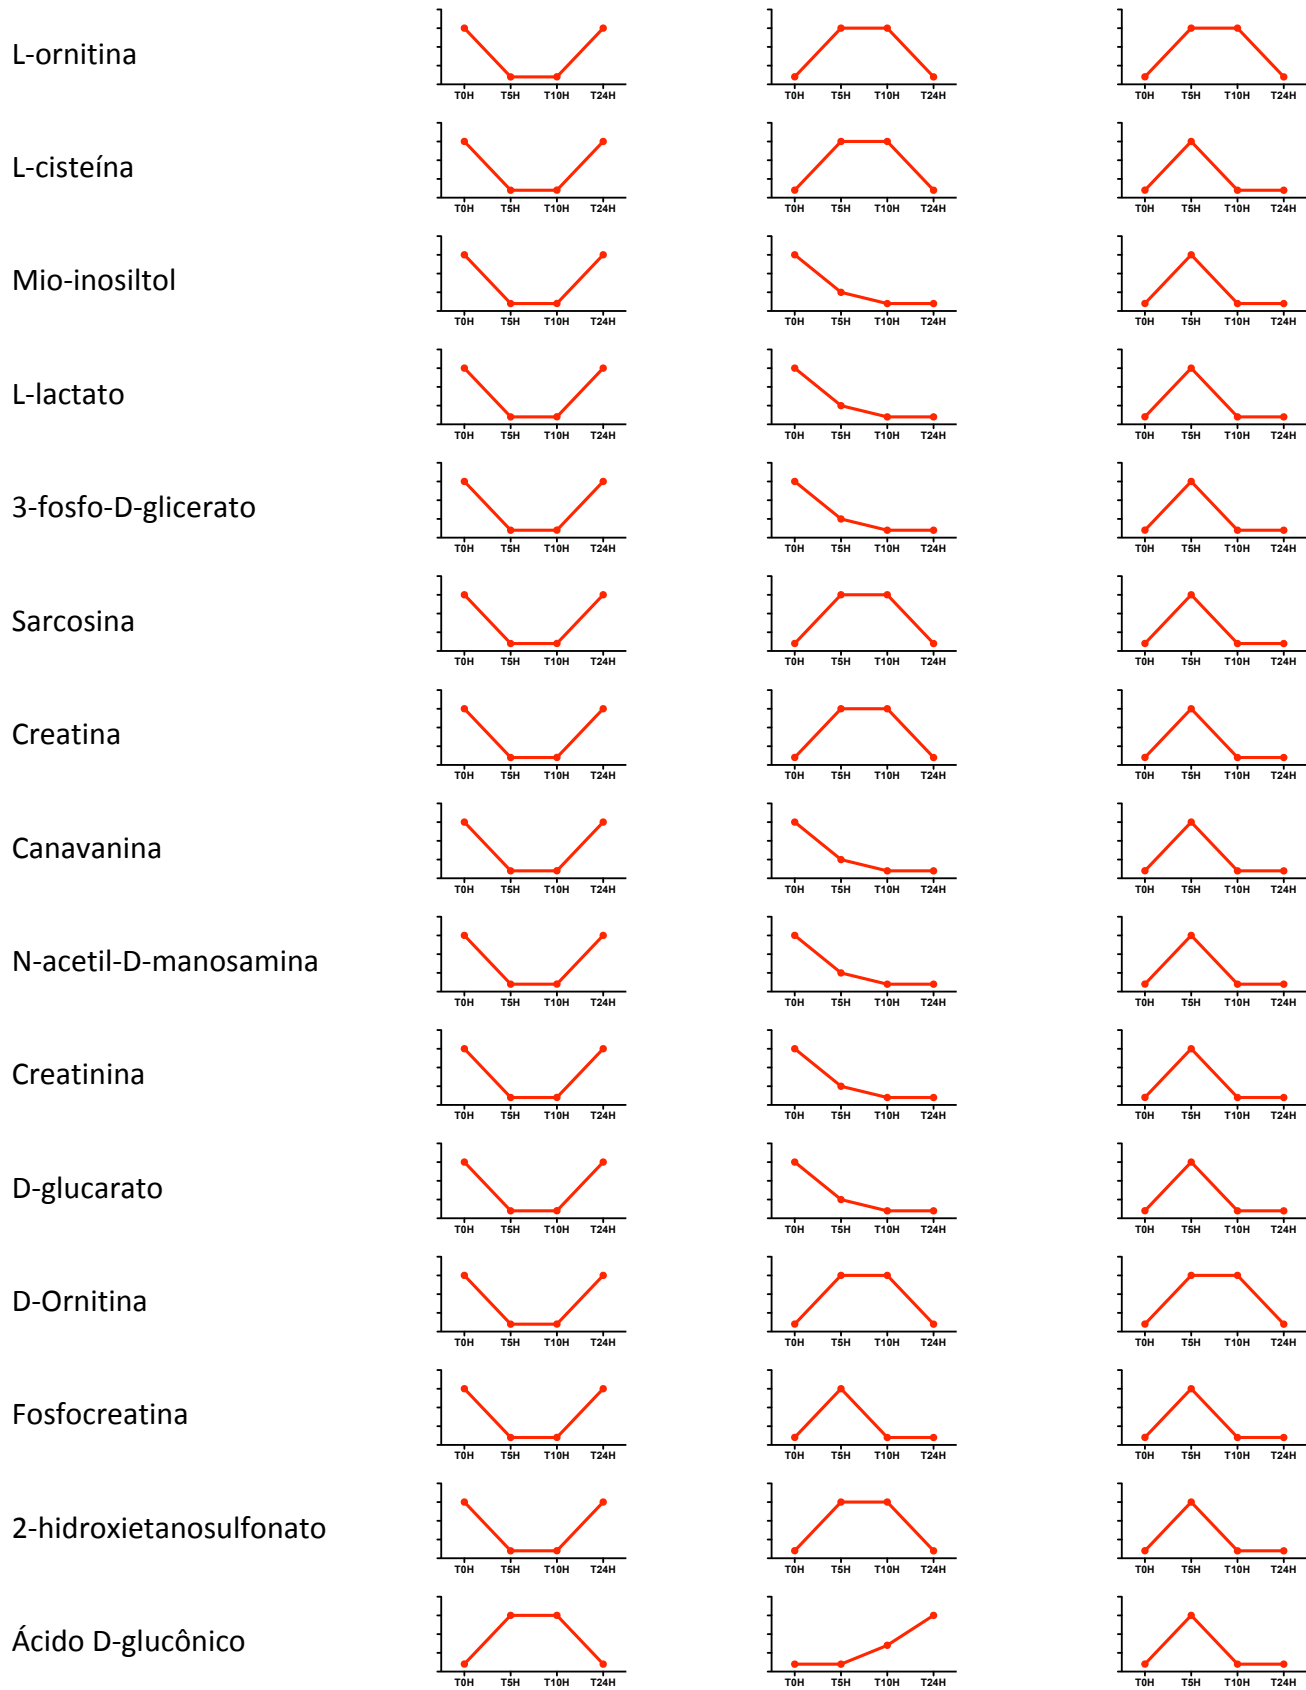 L-ornitina
T0H T5H T10H T24H T0H T5H T10H T24H T0H T5H T10H T24H
L-cisteína
T0H T5H T10H T24H T0H T5H T10H T24H T0H T5H T10H T24H
Mio-inosiltol
T0H T5H T10H T24H T0H T5H T10H T24H T0H T5H T10H T24H
L-lactato
T0H T5H T10H T24H T0H T5H T10H T24H T0H T5H T10H T24H
3-fosfo-D-glicerato
T0H T5H T10H T24H T0H T5H T10H T24H T0H T5H T10H T24H
Sarcosina
T0H T5H T10H T24H T0H T5H T10H T24H T0H T5H T10H T24H
Creatina
T0H T5H T10H T24H T0H T5H T10H T24H T0H T5H T10H T24H
Canavanina
T0H T5H T10H T24H T0H T5H T10H T24H T0H T5H T10H T24H
N-acetil-D-manosamina
T0H T5H T10H T24H T0H T5H T10H T24H T0H T5H T10H T24H
Creatinina
T0H T5H T10H T24H T0H T5H T10H T24H T0H T5H T10H T24H
D-glucarato
T0H T5H T10H T24H T0H T5H T10H T24H T0H T5H T10H T24H
D-Ornitina
T0H T5H T10H T24H T0H T5H T10H T24H T0H T5H T10H T24H
Fosfocreatina
T0H T5H T10H T24H T0H T5H T10H T24H T0H T5H T10H T24H
2-hidroxietanosulfonato
T0H T5H T10H T24H T0H T5H T10H T24H T0H T5H T10H T24H
Ácido D-glucônico
T0H T5H T10H T24H T0H T5H T10H T24H T0H T5H T10H T24H